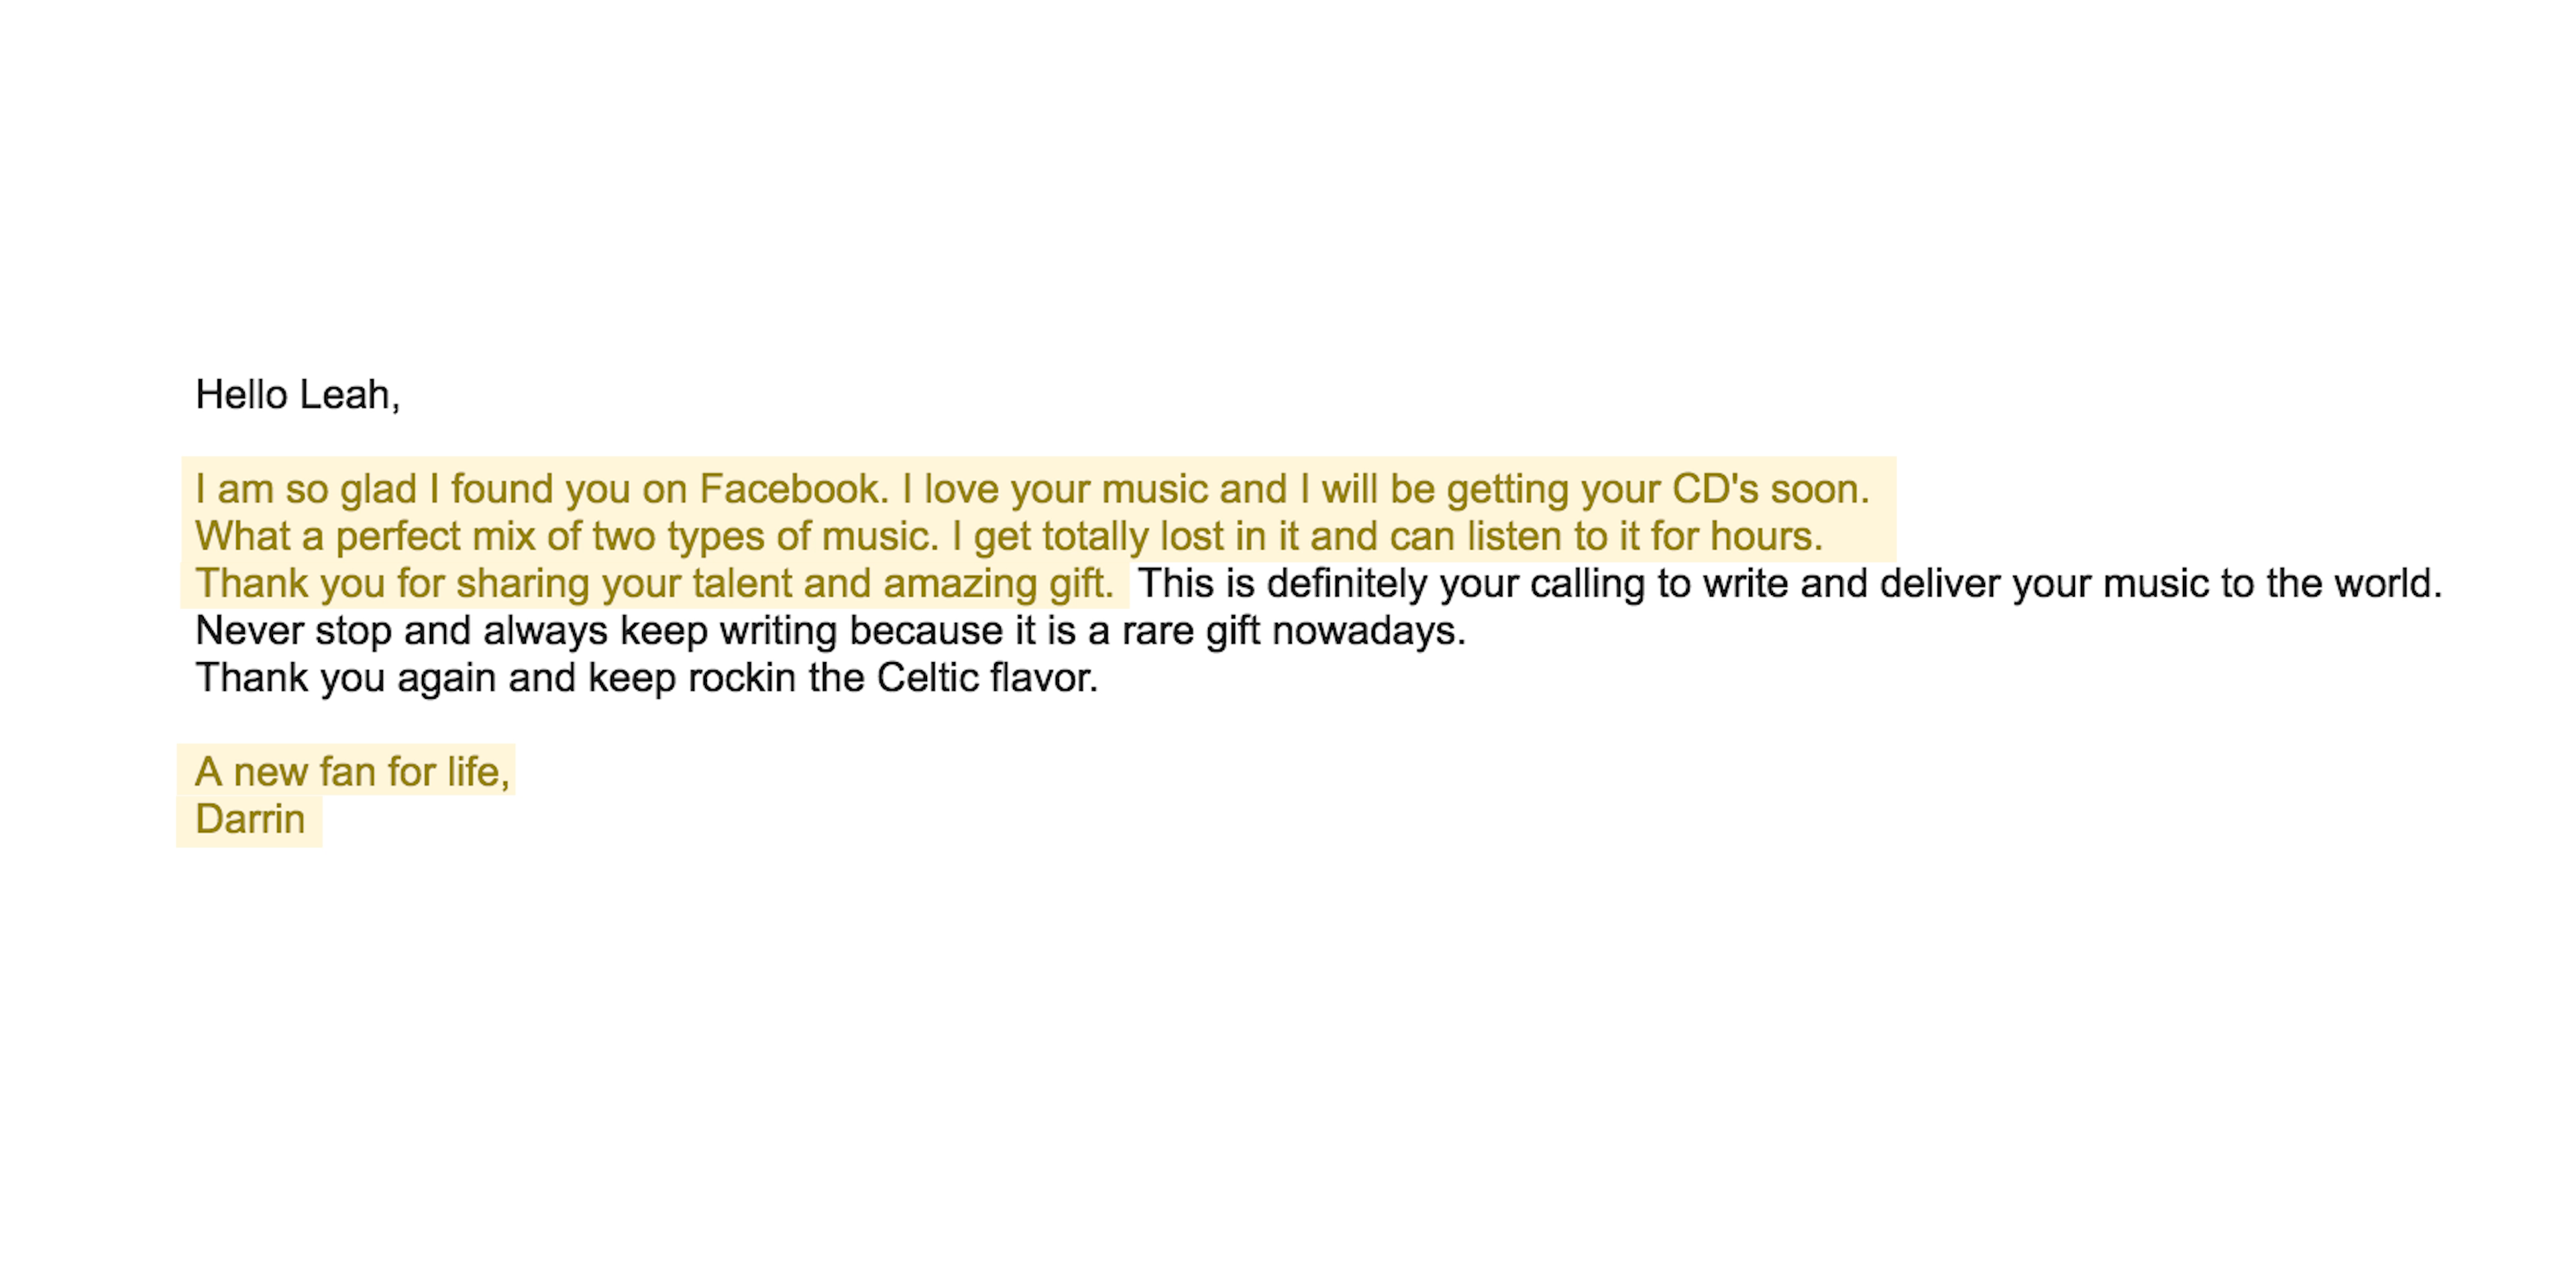 Hello Leah,
I am so glad I found you on Facebook. I love your music and I will be getting your CD's soon.
What a perfect mix of two types of music. I get totally lost in it and can listen to it for hours.
Thank you for sharing your talent and amazing gift. This is definitely your calling to write and deliver your music to the world.
Never stop and always keep writing because it is a rare gift nowadays.
Thank you again and keep rockin the Celtic flavor.
A new fan for life,
Darrin